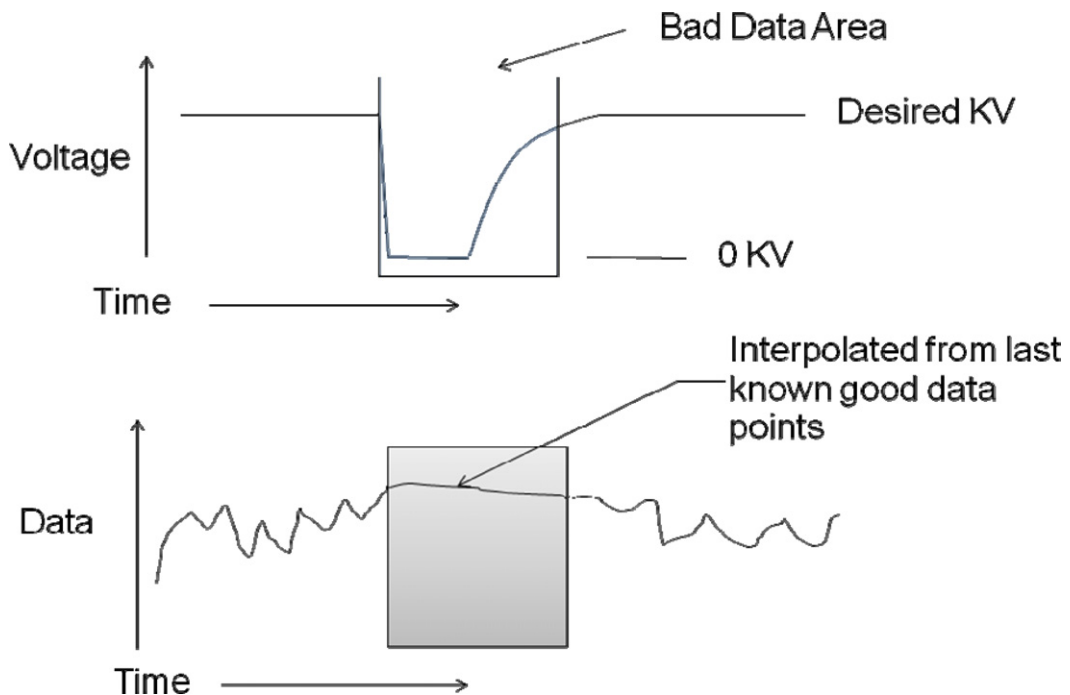 Bad Data Area
Desired KV
Voltage
0 KV
Time
Interpolated from last
known good data
points
Data
Time